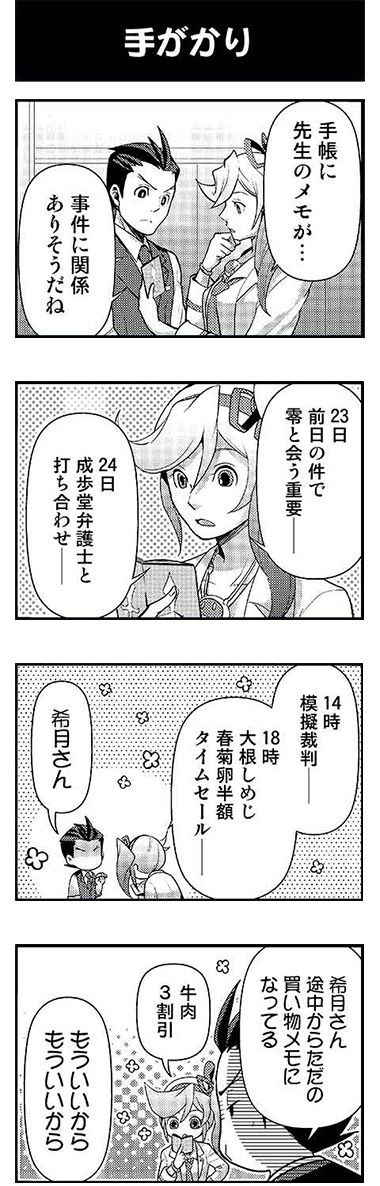 手がかり
手帳に
先生のメモが…
事件に関係
ありそうだね
23日
前日の件で
零と会う重要──
24日
成歩堂弁護士と
打ち合わせ──
14時
模擬裁判──
18時
大根しめじ
春菊卵半額
タイムセール──
希月さん
希月さん
途中からただの
買い物メモに
なってる
牛肉
3割引
もういいから
もういいから